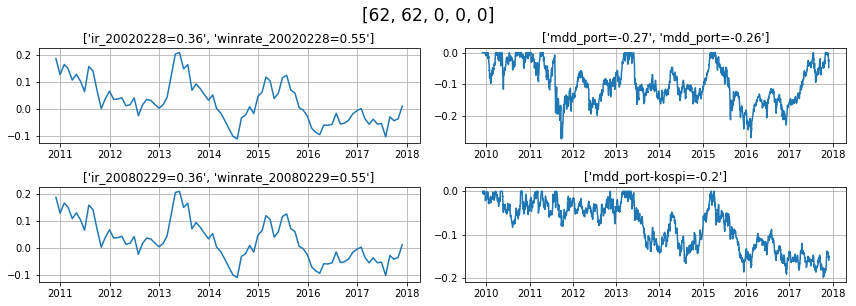 [62, 62, 0, 0, 0]
['ir_20020228=0.36', 'winrate_20020228=0.55']
0.2
0.1
0.0
−0.1
2011 2012 2013 2014 2015 2016 2017 2018
['mdd_port=-0.27', 'mdd_port=-0.26']
0.0
−0.1
−0.2
2010 2011 2012 2013 2014 2015 2016 2017 2018
['ir_20080229=0.36', 'winrate_20080229=0.55']
0.2
0.1
0.0
−0.1
2011 2012 2013 2014 2015 2016 2017 2018
['mdd_port-kospi=-0.2']
0.0
−0.1
−0.2
2010 2011 2012 2013 2014 2015 2016 2017 2018